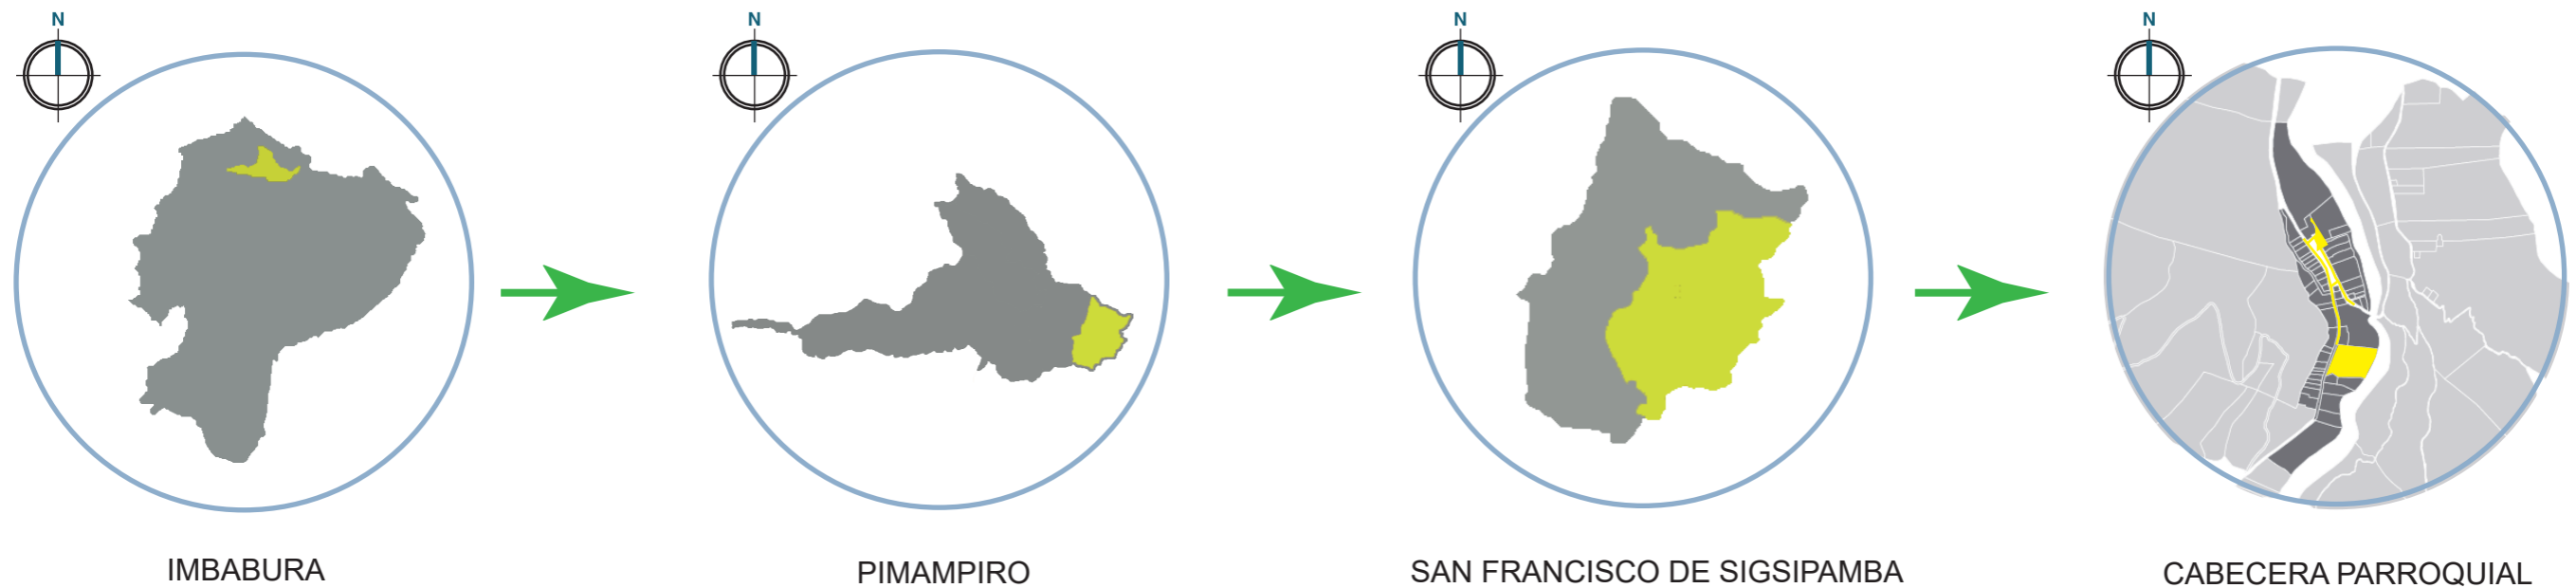 N
N
N
N
IMBABURA
PIMAMPIRO
SAN FRANCISCO DE SIGSIPAMBA
CABECERA PARROQUIAL